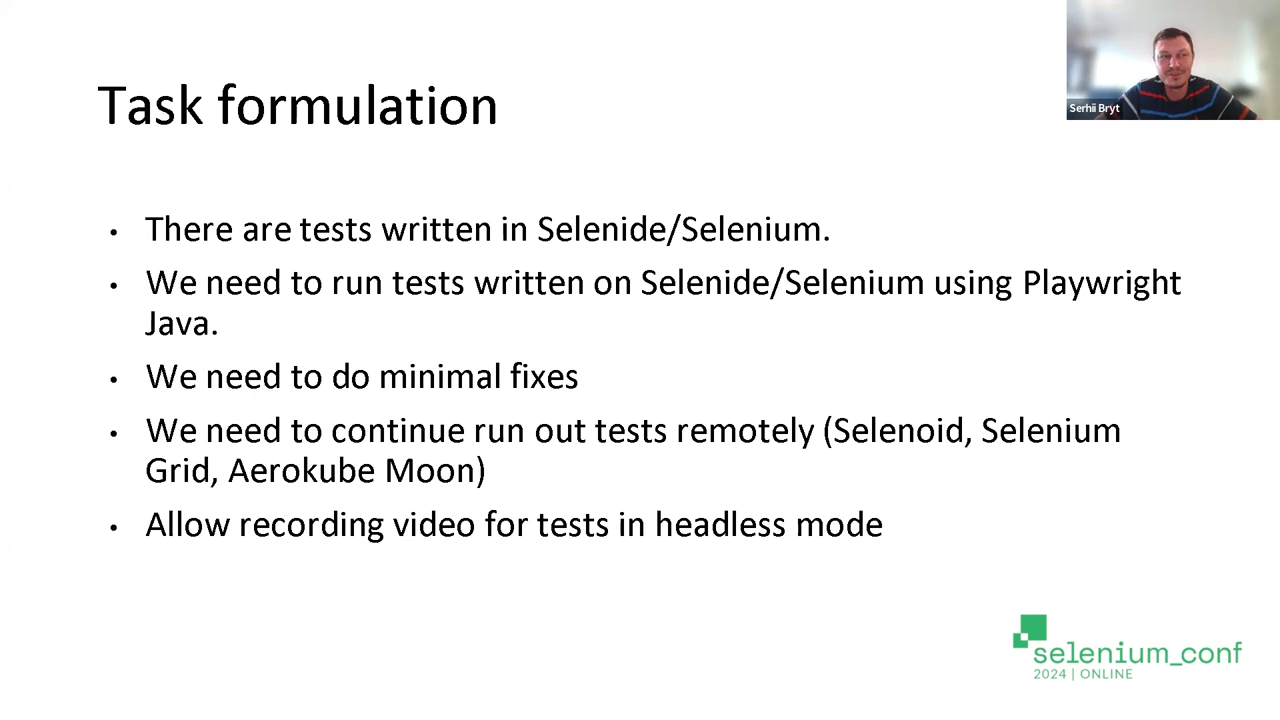 Task formulation
Serhii Bryt
• There are tests written in Selenide/Selenium.
• We need to run tests written on Selenide/Selenium using Playwright
Java.
• We need to do minimal fixes
• We need to continue run out tests remotely (Selenoid, Selenium
Grid, Aerokube Moon)
• Allow recording video for tests in headless mode
selenium_conf
2024 | ONLINE